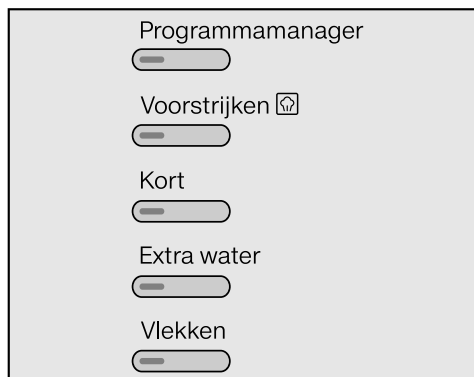 Programmamanager
Voorstrijken
Kort
Extra water
Vlekken